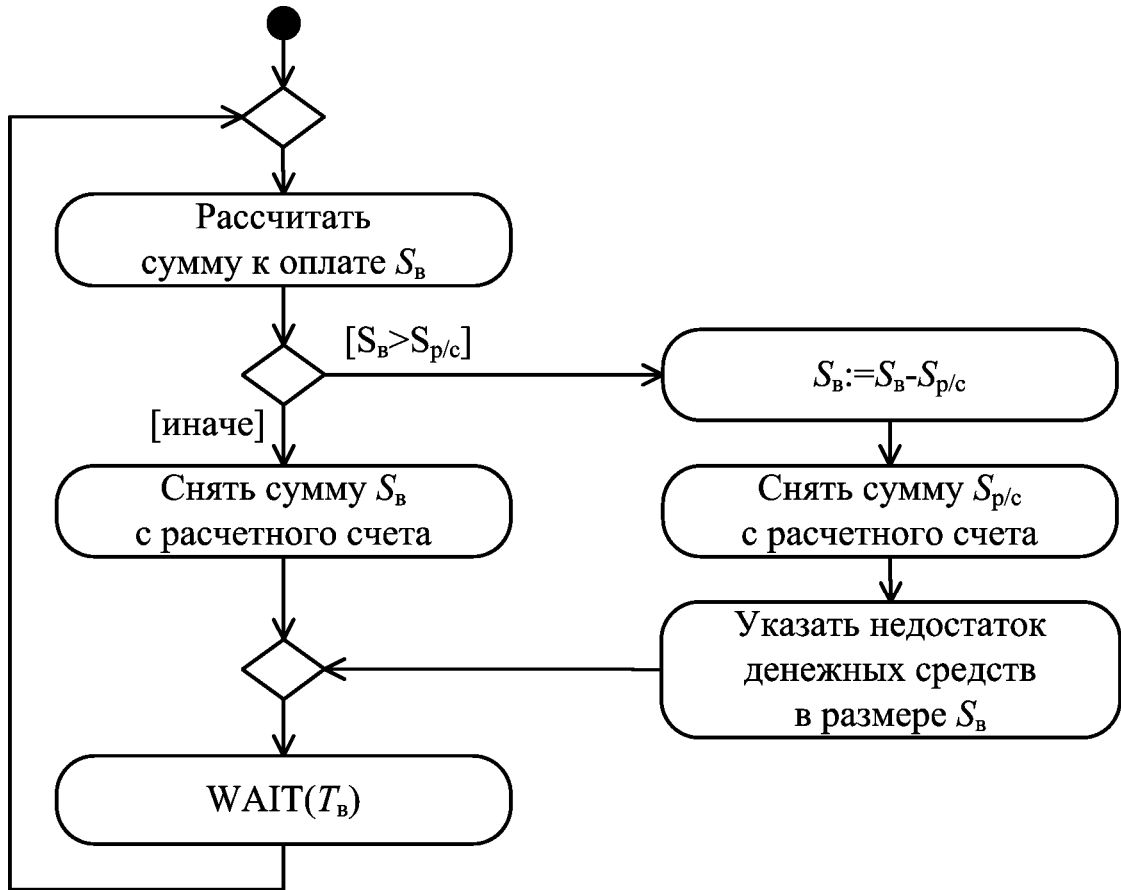 Рассчитать
сумму к оплате Sв
[Sв>Sр/с]
Sв:=Sв-Sр/с
[иначе]
Снять сумму Sв
с расчетного счета
Снять сумму Sр/с
с расчетного счета
Указать недостаток
денежных средств
в размере Sв
WAIT(Tв)